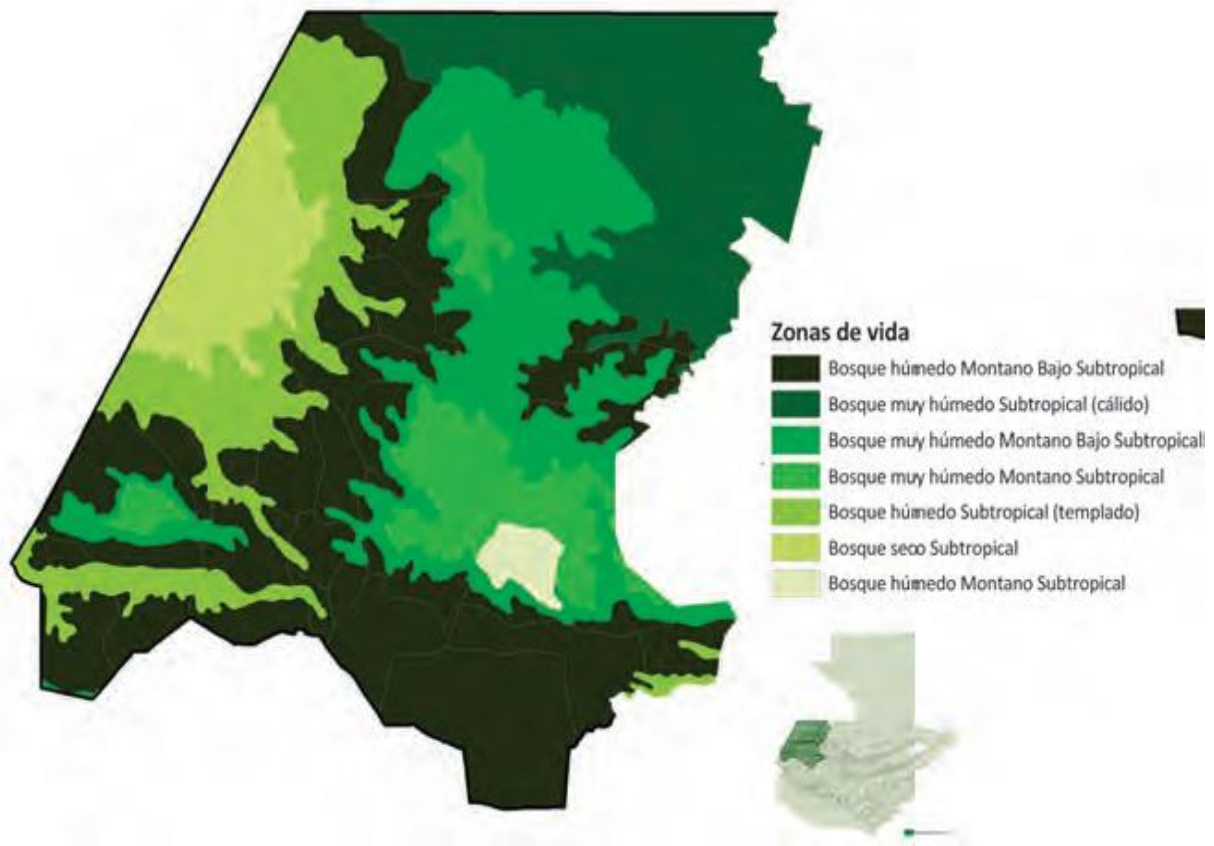 Zonas de vida
Bosque húmedo Montano Bajo Subtropical
Bosque muy húmedo Subtropical (cálido)
Bosque muy húmedo Montano Bajo Subtropicall
Bosque muy húmedo Montano Subtropical
Bosque húmedo Subtropical (templado)
Bosque seco Subtropical
Bosque húmedo Montano Subtropical